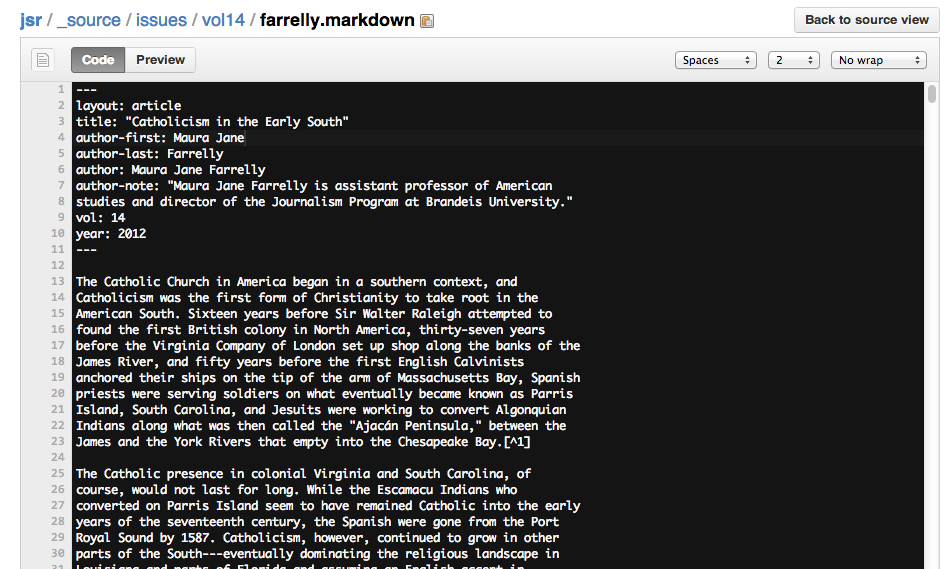 jsr / _source / issues / vol14 / farrelly.markdown
Back to source view
Code Preview Spaces 2 No wrap
1 ---
2 layout: article
3 title: "Catholicism in the Early South"
4 author-first: Maura Jane
5 author-last: Farrelly
6 author: Maura Jane Farrelly
7 author-note: "Maura Jane Farrelly is assistant professor of American
8 studies and director of the Journalism Program at Brandeis University."
9 vol: 14
10 year: 2012
11 ---
12
13 The Catholic Church in America began in a southern context, and
14 Catholicism was the first form of Christianity to take root in the
15 American South. Sixteen years before Sir Walter Raleigh attempted to
16 found the first British colony in North America, thirty-seven years
17 before the Virginia Company of London set up shop along the banks of the
18 James River, and fifty years before the first English Calvinists
19 anchored their ships on the tip of the arm of Massachusetts Bay, Spanish
20 priests were serving soldiers on what eventually became known as Parris
21 Island, South Carolina, and Jesuits were working to convert Algonquian
22 Indians along what was then called the "Ajacán Peninsula," between the
23 James and the York Rivers that empty into the Chesapeake Bay.[^1]
24
25 The Catholic presence in colonial Virginia and South Carolina, of
26 course, would not last for long. While the Escamacu Indians who
27 converted on Parris Island seem to have remained Catholic into the early
28 years of the seventeenth century, the Spanish were gone from the Port
29 Royal Sound by 1587. Catholicism, however, continued to grow in other
30 parts of the South---eventually dominating the religious landscape in
31 Louisiana and parts of Florida and assuming an English accent in